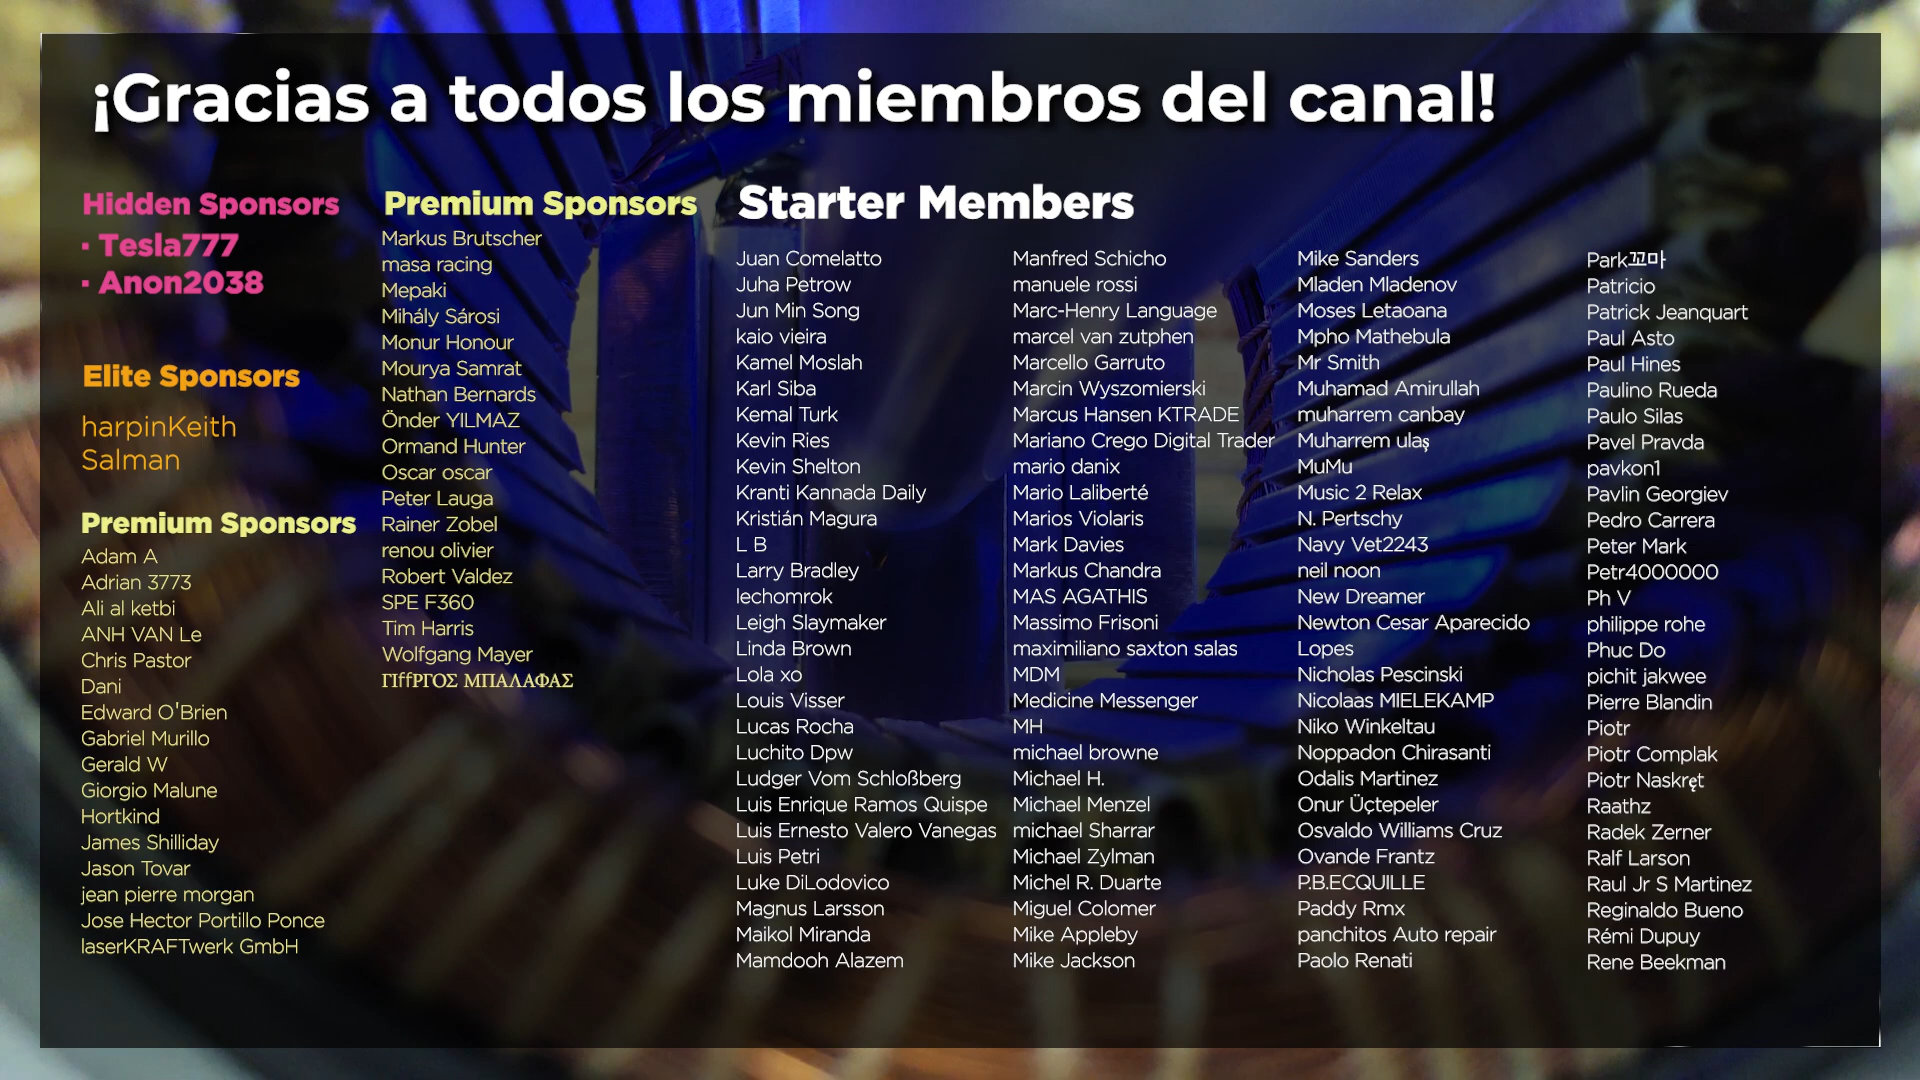 ¡Gracias a todos los miembros del canal!
Hidden Sponsors
· Tesla777
· Anon2038
Elite Sponsors
harpinKeith
Salman
Premium Sponsors
Adam A
Adrian 3773
Ali al ketbi
ANH VAN Le
Chris Pastor
Dani
Edward O'Brien
Gabriel Murillo
Gerald W
Giorgio Malune
Hortkind
James Shilliday
Jason Tovar
jean pierre morgan
Jose Hector Portillo Ponce
laserKRAFTwerk GmbH
Premium Sponsors
Markus Brutscher
masa racing
Mepaki
Mihály Sárosi
Monur Honour
Mourya Samrat
Nathan Bernards
Önder YILMAZ
Ormand Hunter
Oscar oscar
Peter Lauga
Rainer Zobel
renou olivier
Robert Valdez
SPE F360
Tim Harris
Wolfgang Mayer
ΓΙffΡΓΟΣ ΜΠΑΛΑΦΑΣ
Starter Members
Juan Comelatto
Juha Petrow
Jun Min Song
kaio vieira
Kamel Moslah
Karl Siba
Kemal Turk
Kevin Ries
Kevin Shelton
Kranti Kannada Daily
Kristián Magura
L B
Larry Bradley
lechomrok
Leigh Slaymaker
Linda Brown
Lola xo
Louis Visser
Lucas Rocha
Luchito Dpw
Ludger Vom Schloßberg
Luis Enrique Ramos Quispe
Luis Ernesto Valero Vanegas
Luis Petri
Luke DiLodovico
Magnus Larsson
Maikol Miranda
Mamdooh Alazem
Manfred Schicho
manuele rossi
Marc-Henry Language
marcel van zutphen
Marcello Garruto
Marcin Wyszomierski
Marcus Hansen KTRADE
Mariano Crego Digital Trader
mario danix
Mario Laliberté
Marios Violaris
Mark Davies
Markus Chandra
MAS AGATHIS
Massimo Frisoni
maximiliano saxton salas
MDM
Medicine Messenger
MH
michael browne
Michael H.
Michael Menzel
michael Sharrar
Michael Zylman
Michel R. Duarte
Miguel Colomer
Mike Appleby
Mike Jackson
Mike Sanders
Mladen Mladenov
Moses Letaoana
Mpho Mathebula
Mr Smith
Muhamad Amirullah
muharrem canbay
Muharrem ulaş
MuMu
Music 2 Relax
N. Pertschy
Navy Vet2243
neil noon
New Dreamer
Newton Cesar Aparecido
Lopes
Nicholas Pescinski
Nicolaas MIELEKAMP
Niko Winkeltau
Noppadon Chirasanti
Odalis Martinez
Onur Üçtepeler
Osvaldo Williams Cruz
Ovande Frantz
P.B.ECQUILLE
Paddy Rmx
panchitos Auto repair
Paolo Renati
Park꼬마
Patricio
Patrick Jeanquart
Paul Asto
Paul Hines
Paulino Rueda
Paulo Silas
Pavel Pravda
pavkon1
Pavlin Georgiev
Pedro Carrera
Peter Mark
Petr4000000
Ph V
philippe rohe
Phuc Do
pichit jakwee
Pierre Blandin
Piotr
Piotr Complak
Piotr Naskręt
Raathz
Radek Zerner
Ralf Larson
Raul Jr S Martinez
Reginaldo Bueno
Rémi Dupuy
Rene Beekman